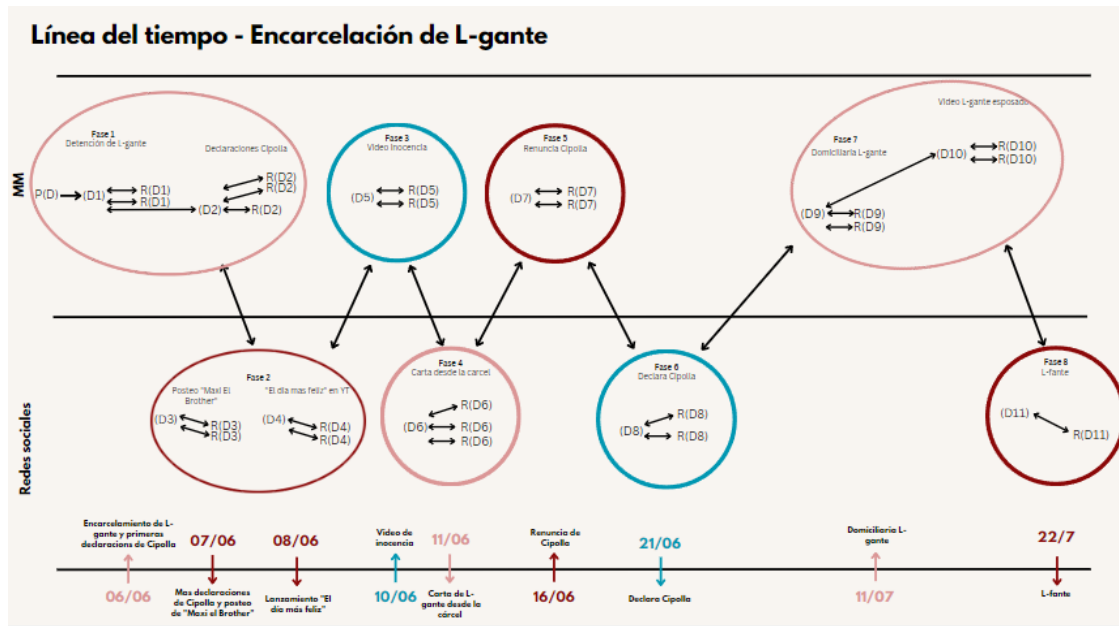 Línea del tiempo - Encarcelación de L-gante
MM
Fase 1
Detención de L-gante
Declaraciones Cipolla
P(D)
(D1)
R(D1)
R(D1)
(D2)
R(D2)
R(D2)
R(D2)
Fase 3
Video Inocencia
(D5)
R(D5)
R(D5)
Fase 5
Renuncia Cipolla
(D7)
R(D7)
R(D7)
Video L-gante esposado
Fase 7
Domiciliaria L-gante
(D10)
R(D10)
R(D10)
(D9)
R(D9)
R(D9)
Redes sociales
Fase 2
Posteo "Maxi El
Brother"
"El día mas feliz" en YT
(D3)
R(D3)
R(D3)
(D4)
R(D4)
R(D4)
Fase 4
Carta desde la carcel
(D6)
R(D6)
R(D6)
R(D6)
Fase 6
Declara Cipolla
(D8)
R(D8)
R(D8)
Fase 8
L-fante
(D11)
R(D11)
Encarcelamiento de L-
gante y primeras
declaracions de Cipolla
06/06
07/06
Mas declaraciones
de Cipolla y posteo
de "Maxi el Brother"
08/06
Lanzamiento "El
día más feliz"
Video de
inocencia
10/06
11/06
Carta de L-
gante desde la
cárcel
Renuncia de
Cipolla
16/06
21/06
Declara Cipolla
Domiciliaria L-
gante
11/07
22/7
L-fante